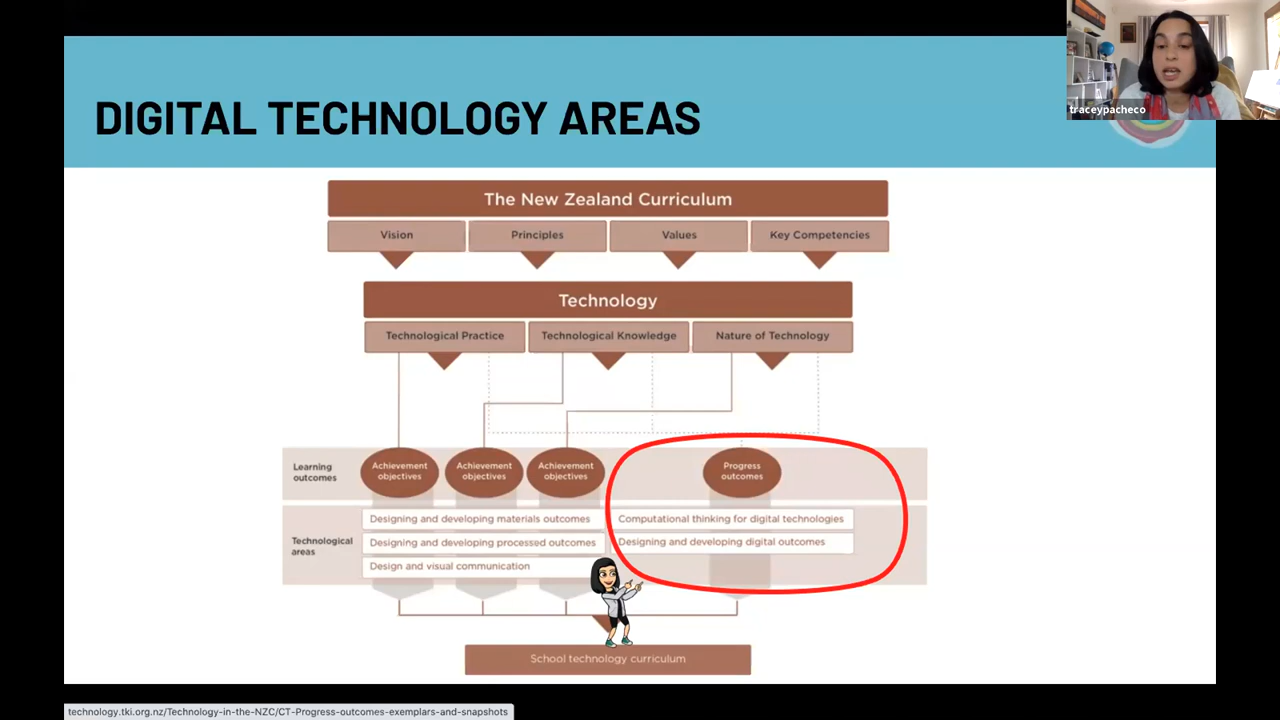 traceypacheco
DIGITAL TECHNOLOGY AREAS
The New Zealand Curriculum
Vision
Principles
Values
Key Competencies
Technology
Technological Practice
Technological Knowledge
Nature of Technology
Learning
outcomes
Achievement
objectives
Achievement
objectives
Achievement
objectives
Progress
outcomes
Technological
areas
Designing and developing materials outcomes
Designing and developing processed outcomes
Design and visual communication
Computational thinking for digital technologies
Designing and developing digital outcomes
School technology curriculum
technology.tki.org.nz/Technology-in-the-NZC/CT-Progress-outcomes-exemplars-and-snapshots